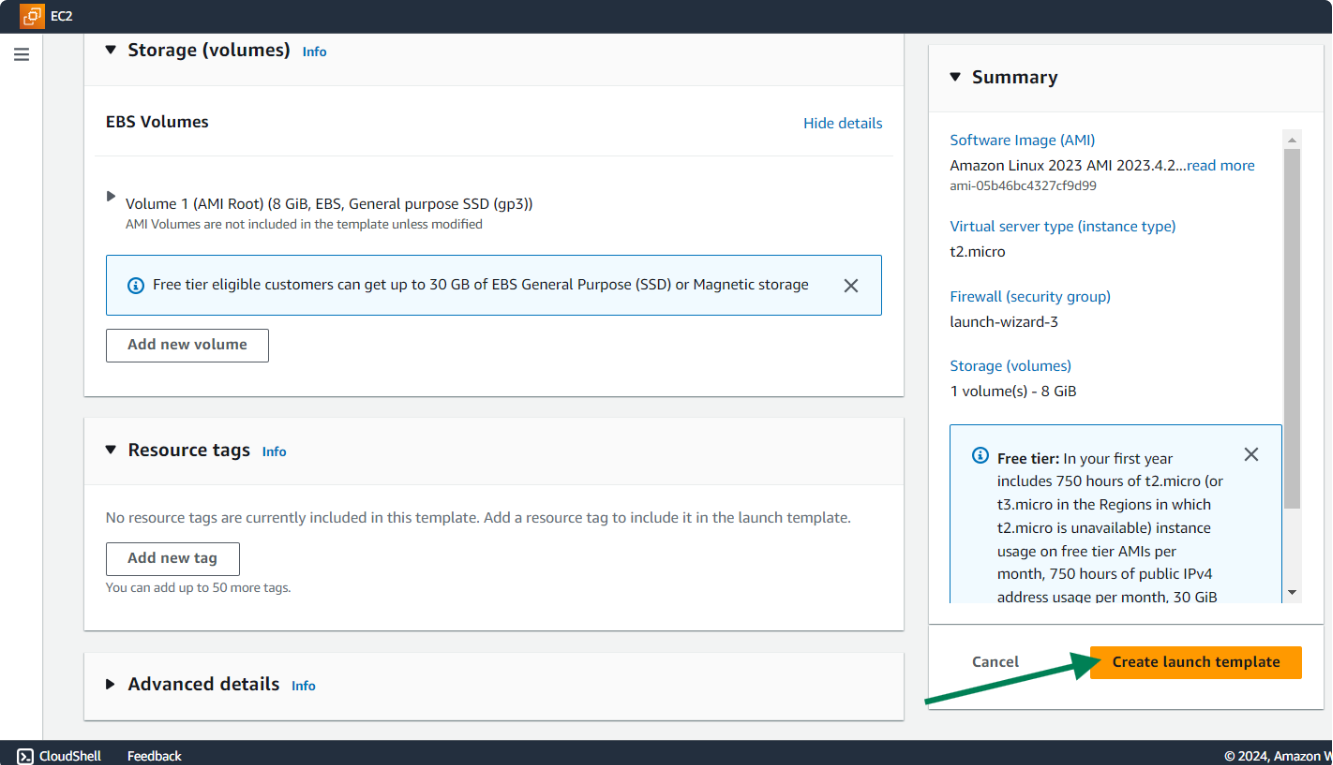 EC2
Storage (volumes) Info
EBS Volumes
Hide details
Volume 1 (AMI Root) (8 GiB, EBS, General purpose SSD (gp3))
AMI Volumes are not included in the template unless modified
Free tier eligible customers can get up to 30 GB of EBS General Purpose (SSD) or Magnetic storage
Add new volume
Resource tags Info
No resource tags are currently included in this template. Add a resource tag to include it in the launch template.
Add new tag
You can add up to 50 more tags.
Advanced details Info
Summary
Software Image (AMI)
Amazon Linux 2023 AMI 2023.4.2...read more
ami-05b46bc4327cf9d99
Virtual server type (instance type)
t2.micro
Firewall (security group)
launch-wizard-3
Storage (volumes)
1 volume(s) - 8 GiB
Free tier: In your first year
includes 750 hours of t2.micro (or
t3.micro in the Regions in which
t2.micro is unavailable) instance
usage on free tier AMIs per
month, 750 hours of public IPv4
address usage per month, 30 GiB
Cancel
Create launch template
CloudShell
Feedback
© 2024, Amazon W